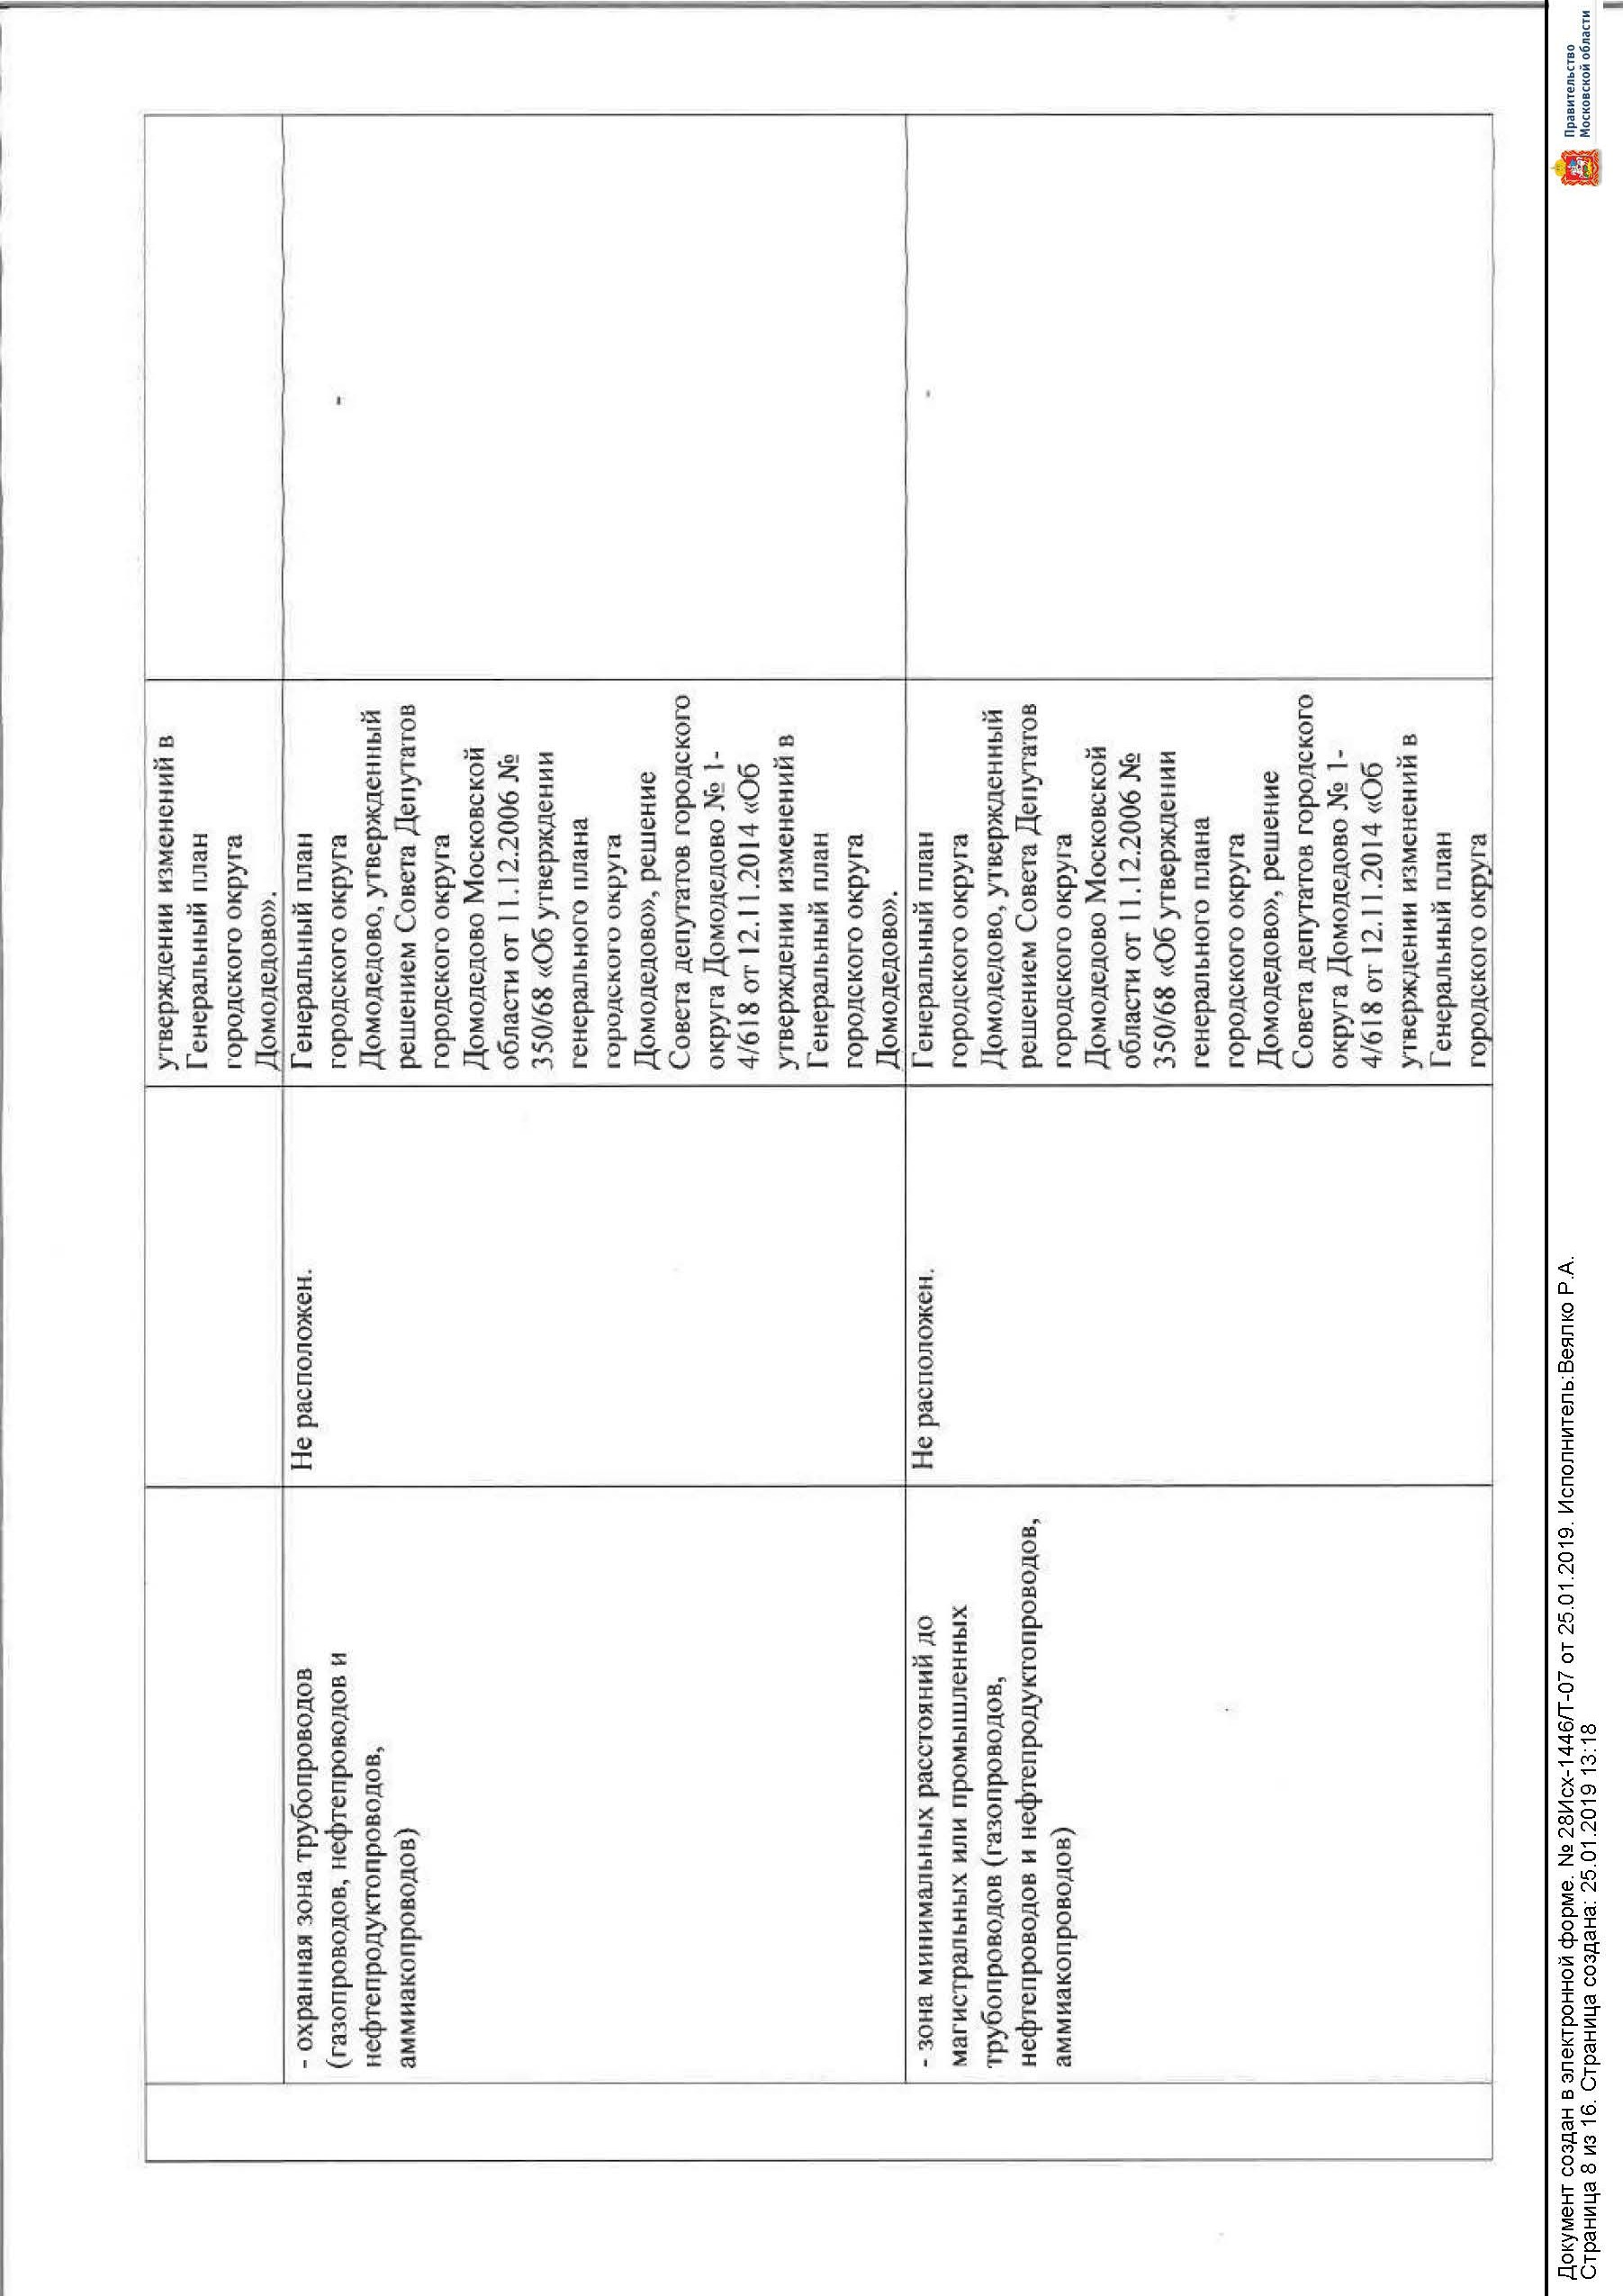 утверждении изменений в
Генеральный план
городского округа
Домодедово».
- охранная зона трубопроводов
(газопроводов, нефтепроводов и
нефтепродуктопроводов,
аммиакопроводов)
Не расположен.
Генеральный план
городского округа
Домодедово, утвержденный
решением Совета Депутатов
городского округа
Домодедово Московской
области от 11.12.2006 №
350/68 «Об утверждении
генерального плана
городского округа
Домодедово», решение
Совета депутатов городского
округа Домодедово № 1-
4/618 от 12.11.2014 «Об
утверждении изменений в
Генеральный план
городского округа
Домодедово».
-
- зона минимальных расстояний до
магистральных или промышленных
трубопроводов (газопроводов,
нефтепроводов и нефтепродуктопроводов,
аммиакопроводов)
Не расположен.
Генеральный план
городского округа
Домодедово, утвержденный
решением Совета Депутатов
городского округа
Домодедово Московской
области от 11.12.2006 №
350/68 «Об утверждении
генерального плана
городского округа
Домодедово», решение
Совета депутатов городского
округа Домодедово № 1-
4/618 от 12.11.2014 «Об
утверждении изменений в
Генеральный план
городского округа
-
Документ создан в электронной форме. № 28Исх-1446/Т-07 от 25.01.2019. Исполнитель:Веялко Р.А.
Страница 8 из 16. Страница создана: 25.01.2019 13:18
Правительство
Московской области